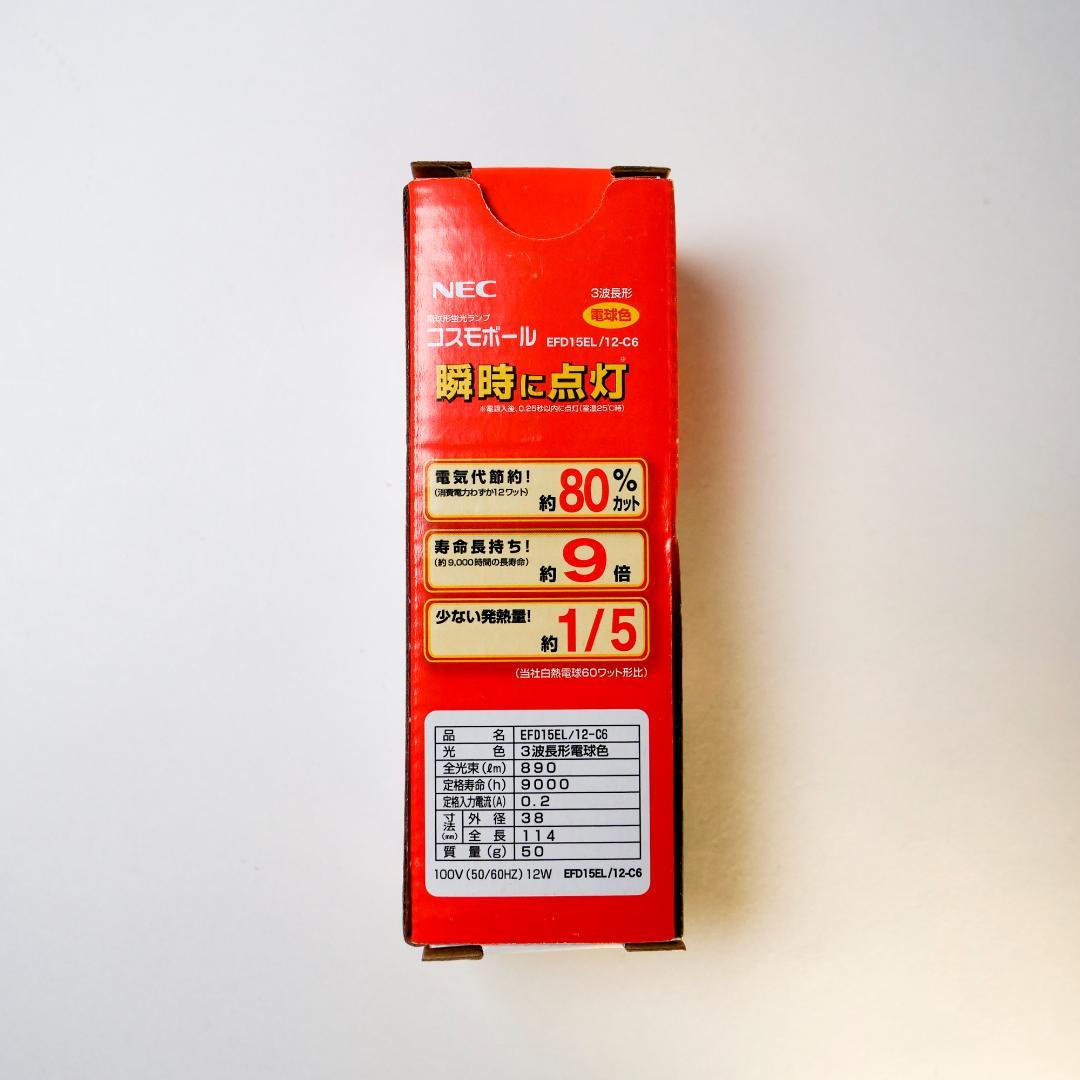 NEC
3波長形
電球色
電球形蛍光ランプ
コスモボール EFD15EL/12-C6
瞬時に点灯※
※電源入後、0.25秒以内に点灯(室温25℃時)
電気代節約!
(消費電力わずか12ワット)
約80%カット
寿命長持ち!
(約9,000時間の長寿命)
約9倍
少ない発熱量!
約1/5
(当社白熱電球60ワット形比)
品名 EFD15EL/12-C6
光色 3波長形電球色
全光束(ℓm) 890
定格寿命(h) 9000
定格入力電流(A) 0.2
寸法(mm) 外径 38
全長 114
質量(g) 50
100V(50/60HZ)12W EFD15EL/12-C6